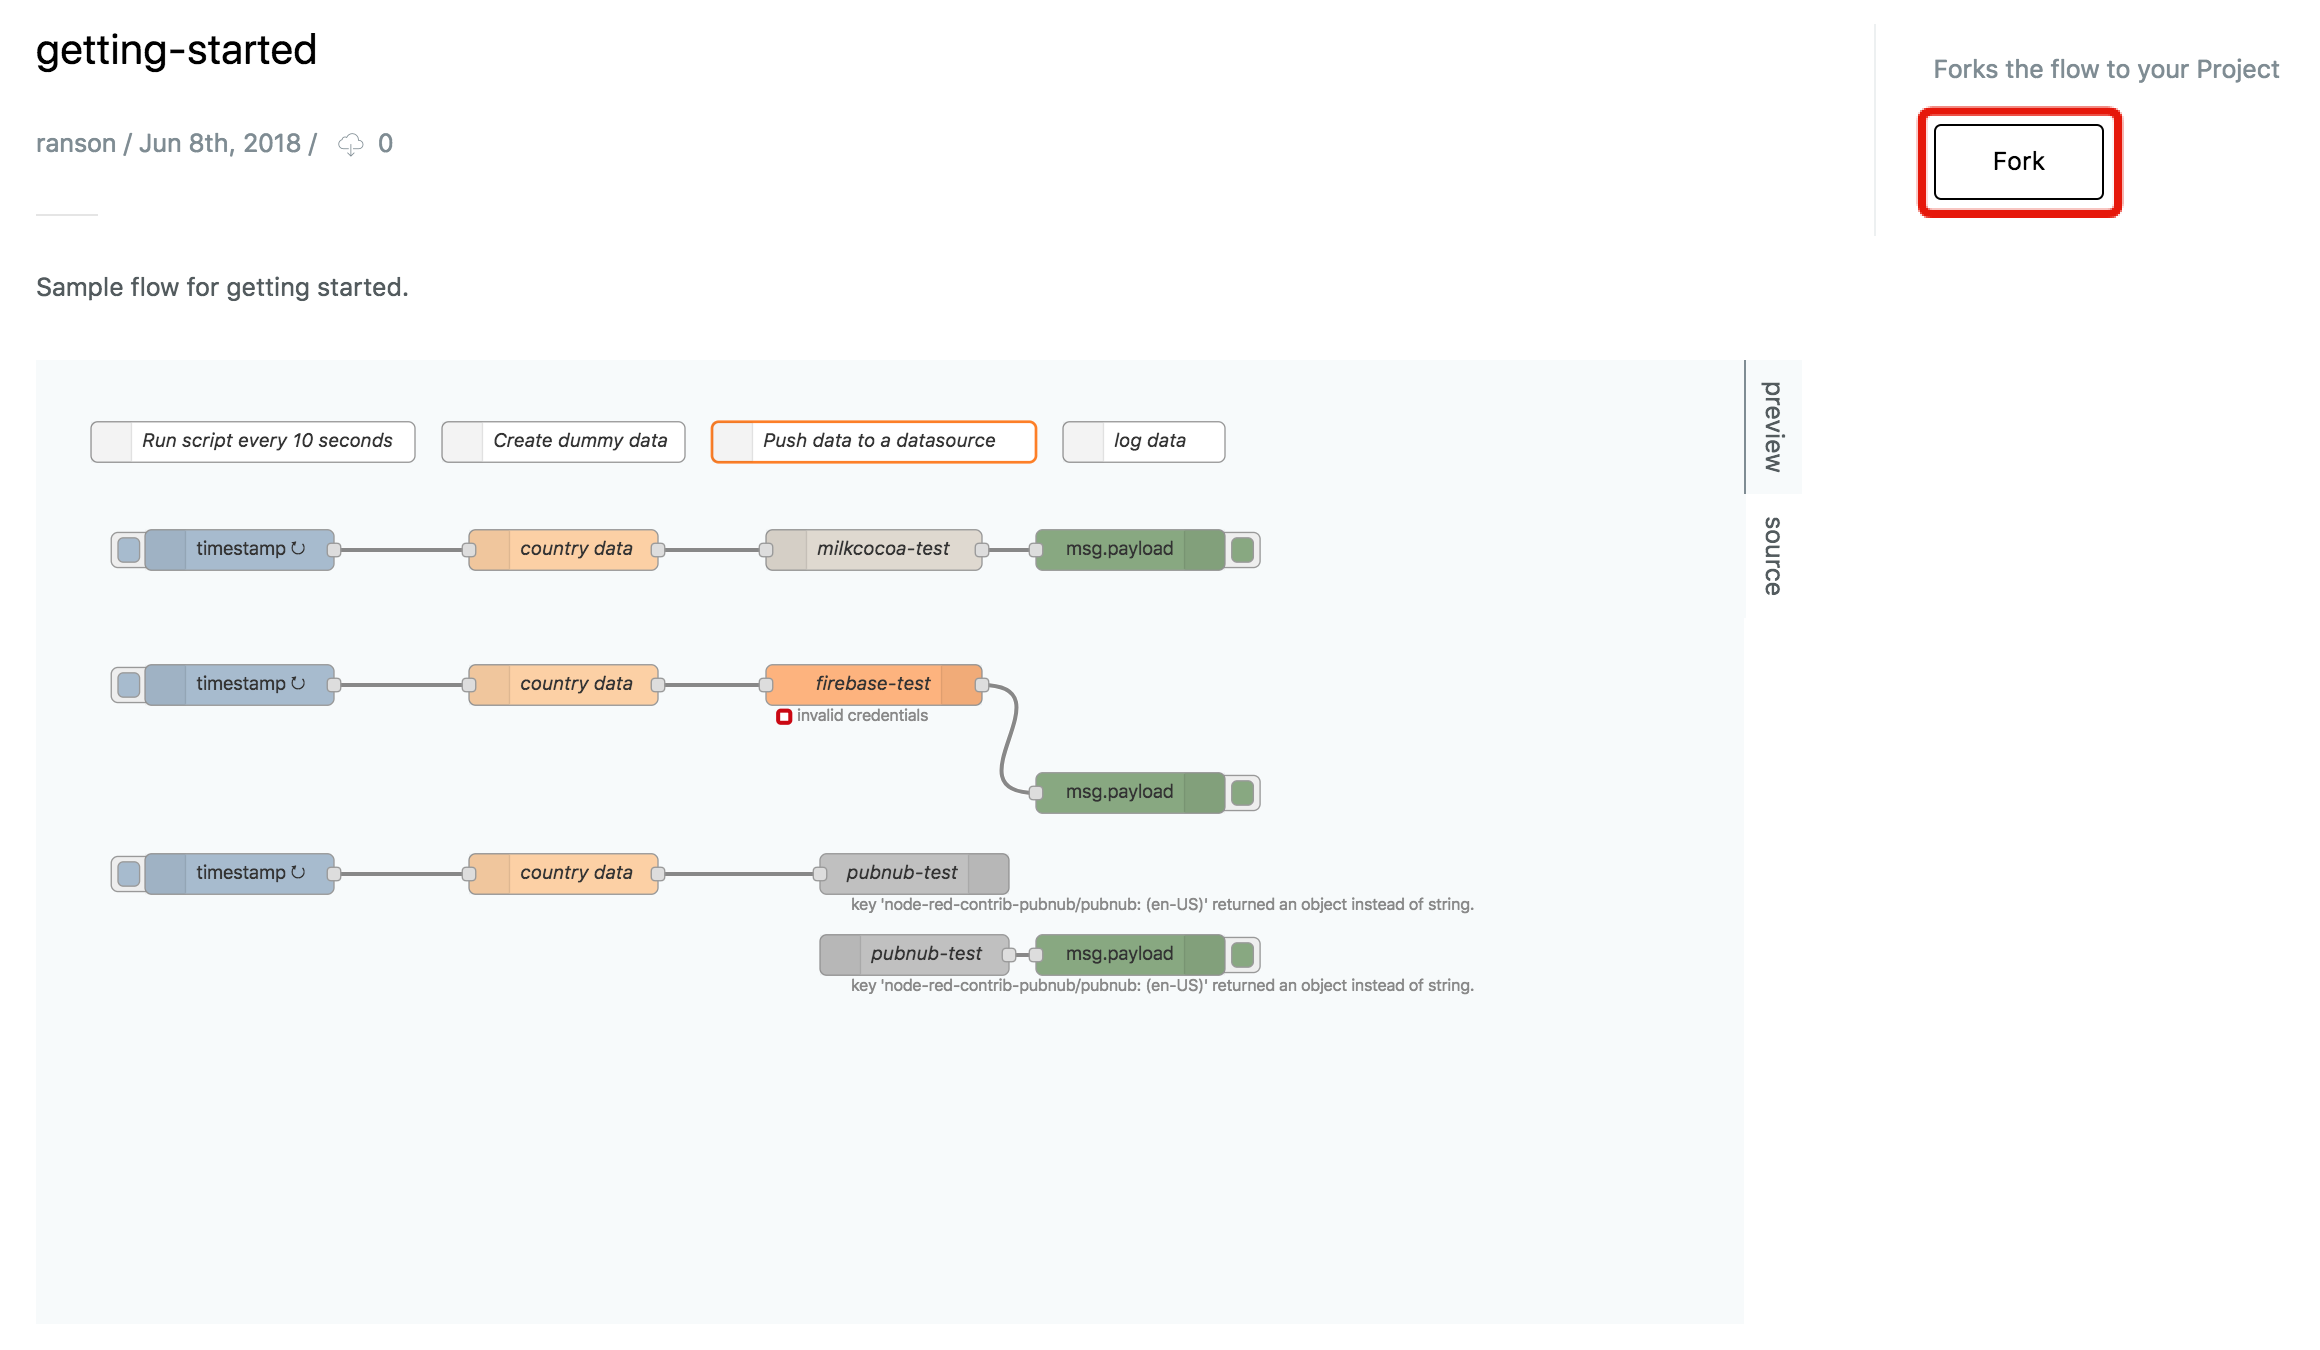 getting-started
Forks the flow to your Project
ranson / Jun 8th, 2018 / 0
Fork
Sample flow for getting started.
preview
source
Run script every 10 seconds
Create dummy data
Push data to a datasource
log data
timestamp ↻
country data
milkcocoa-test
msg.payload
timestamp ↻
country data
firebase-test
invalid credentials
msg.payload
timestamp ↻
country data
pubnub-test
key 'node-red-contrib-pubnub/pubnub: (en-US)' returned an object instead of string.
pubnub-test
msg.payload
key 'node-red-contrib-pubnub/pubnub: (en-US)' returned an object instead of string.